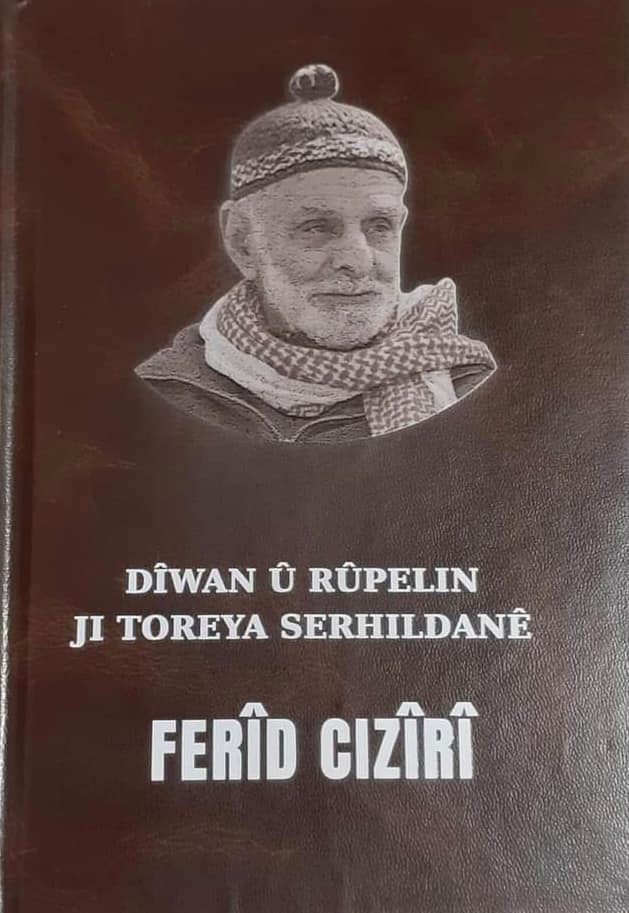 DÎWAN Û RÛPELIN
JI TOREYA SERHILDANÊ
FERÎD CIZÎRÎ